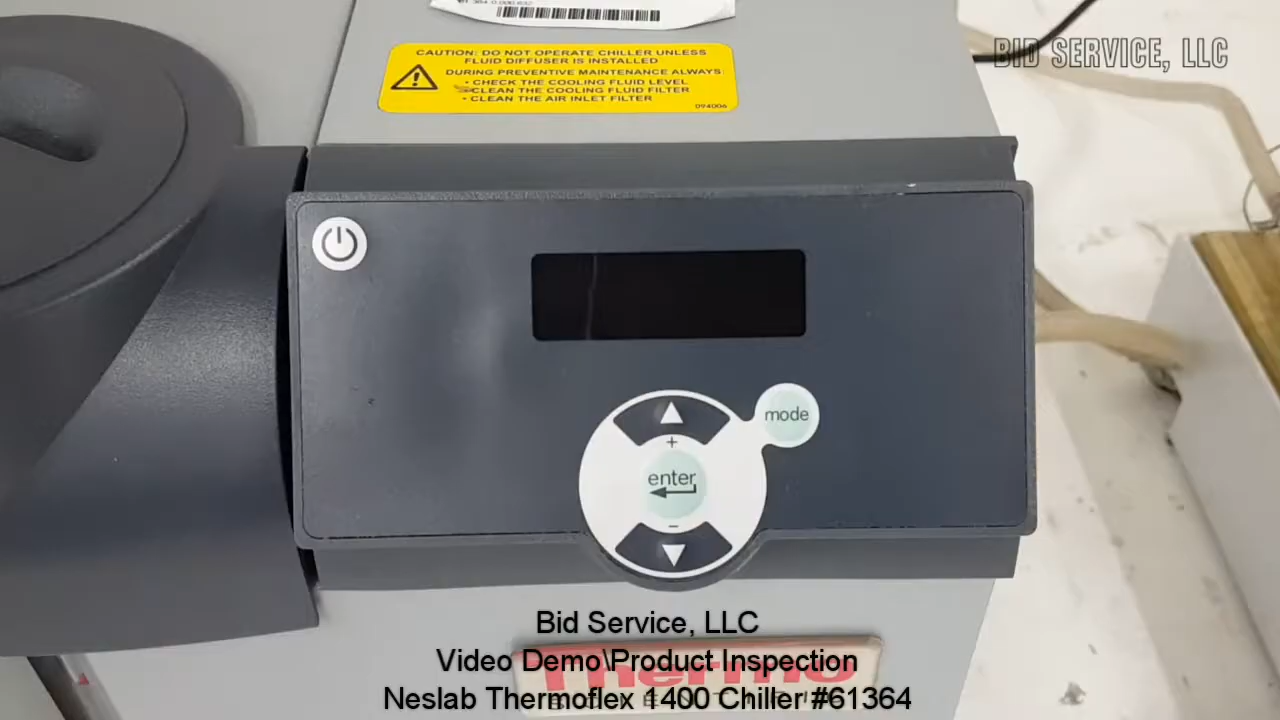 BID SERVICE, LLC
CAUTION: DO NOT OPERATE CHILLER UNLESS
FLUID DIFFUSER IS INSTALLED
DURING PREVENTIVE MAINTENANCE ALWAYS:
• CHECK THE COOLING FLUID LEVEL
• CLEAN THE COOLING FLUID FILTER
• CLEAN THE AIR INLET FILTER
mode
+
enter
−
Bid Service, LLC
Video Demo\Product Inspection
Thermo
Neslab Thermoflex 1400 Chiller #61364